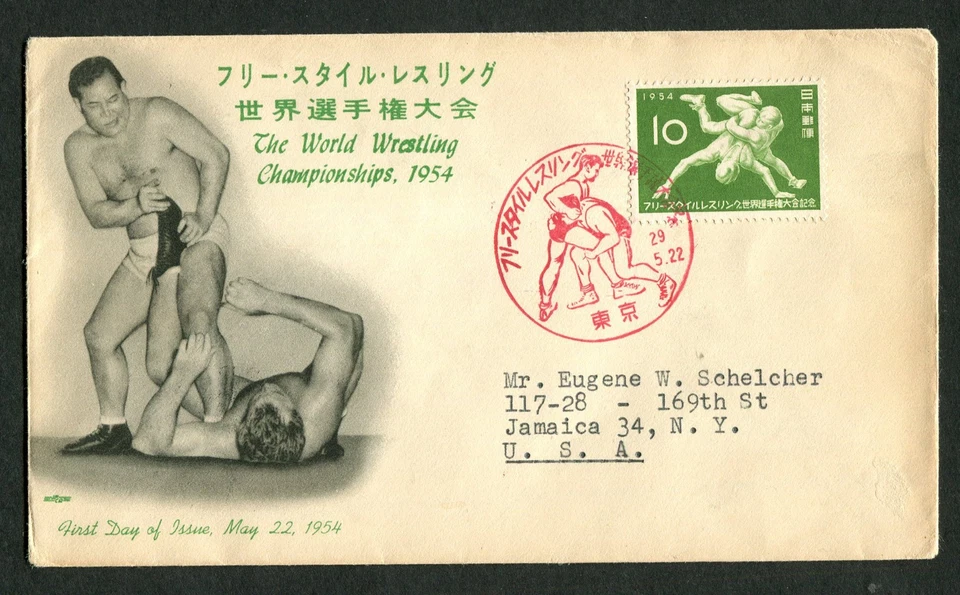 フリー・スタイル・レスリング
世界選手権大会
The World Wrestling
Championships, 1954
1954
10
日本郵便
フリースタイルレスリング世界選手権大会記念
フリースタイルレスリング 世界
29
5.22
東京
Mr. Eugene W. Schelcher
117-28 - 169th St
Jamaica 34, N. Y.
U. S. A.
First Day of Issue, May 22, 1954